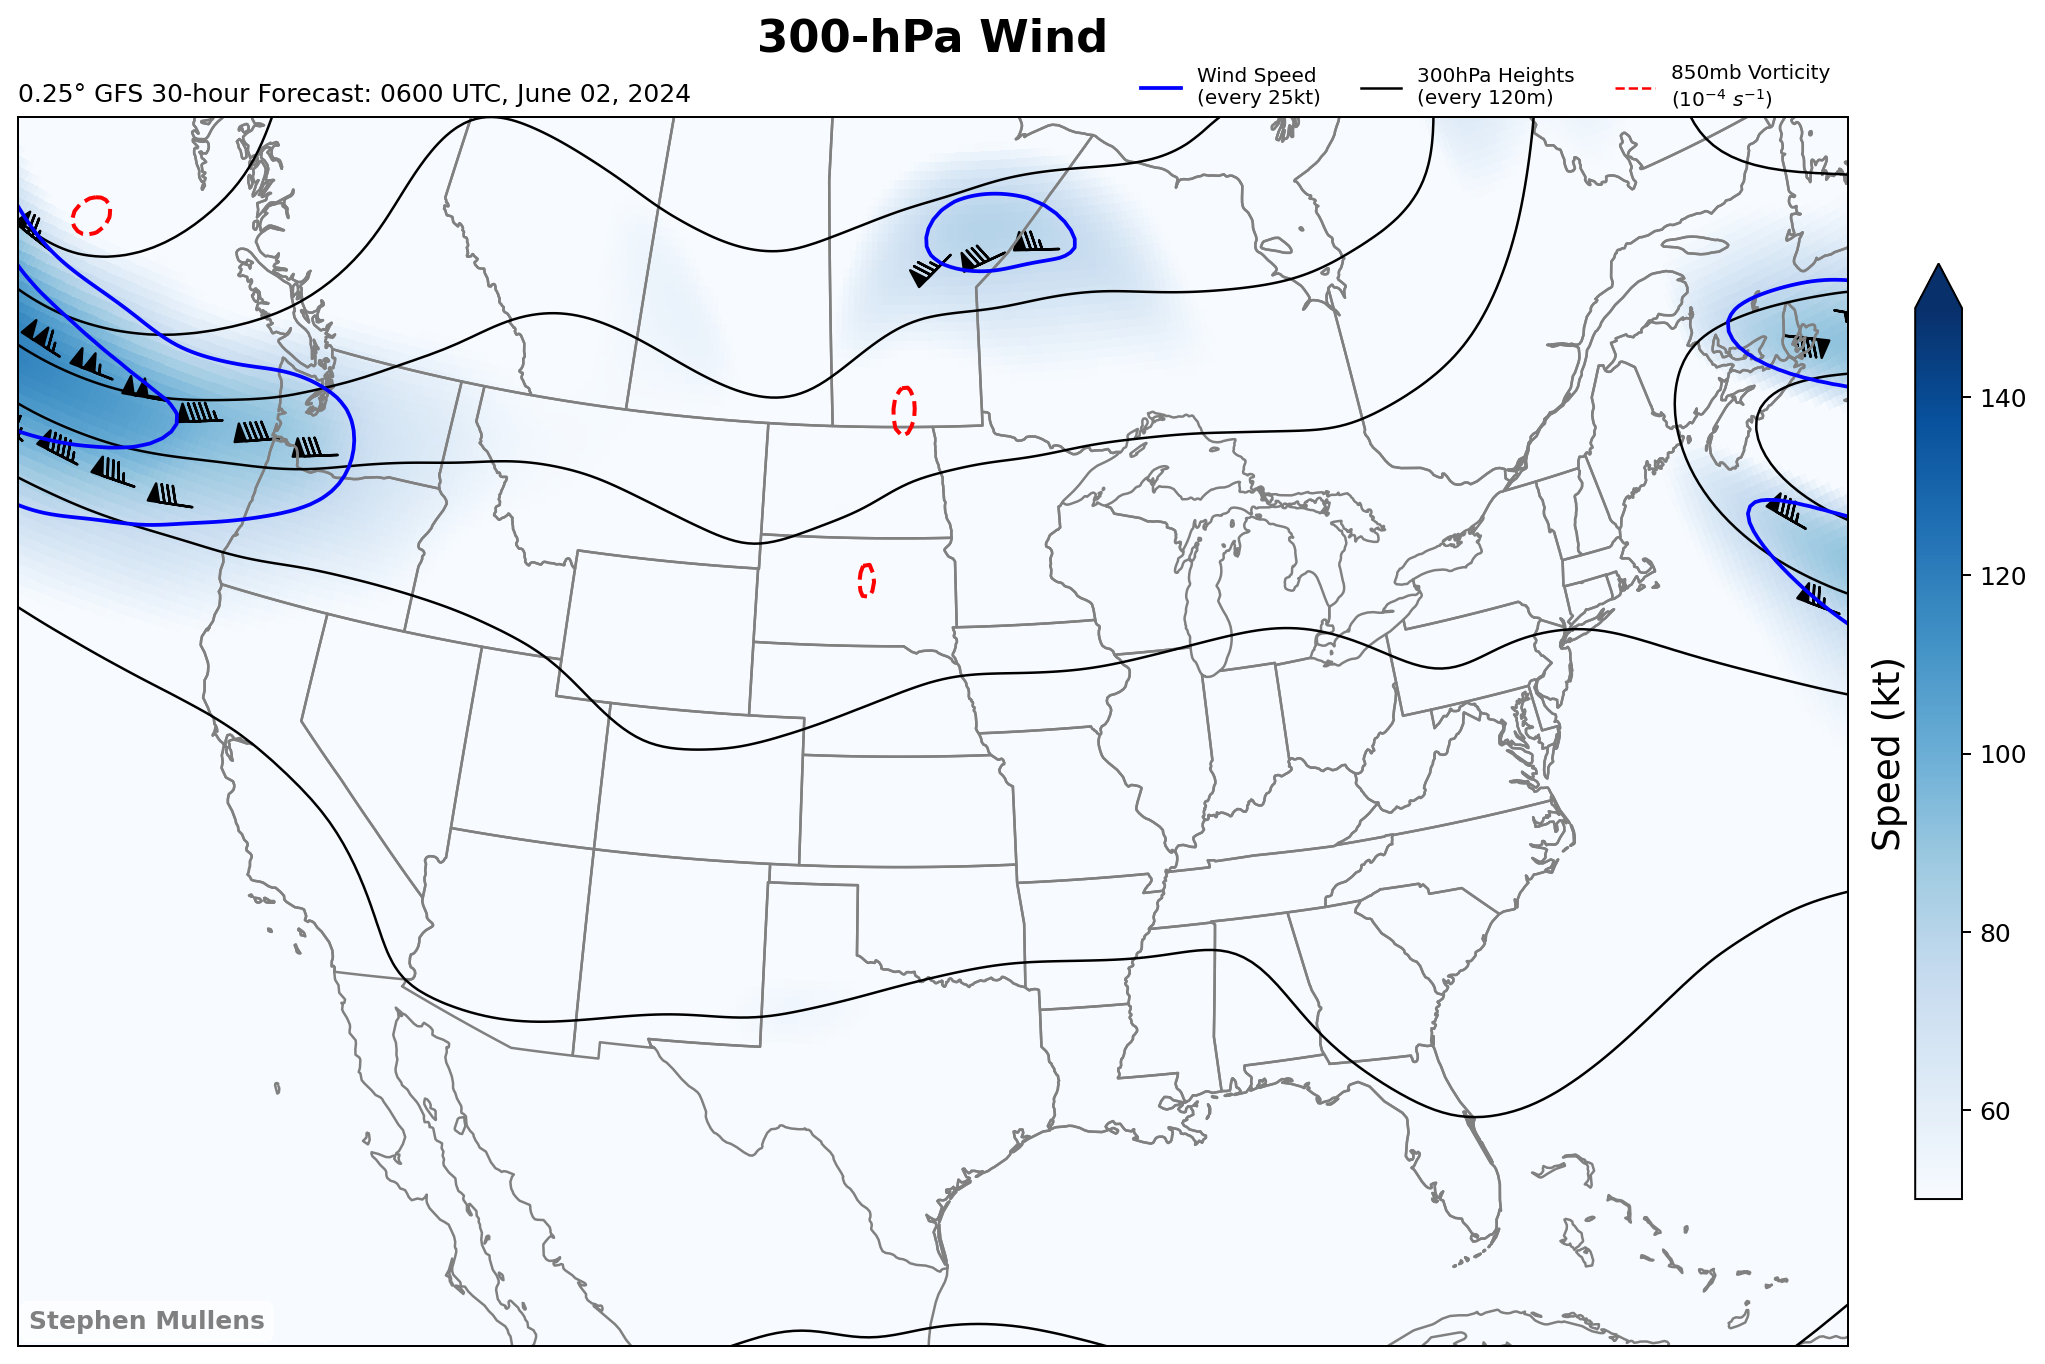 300-hPa Wind
0.25° GFS 30-hour Forecast: 0600 UTC, June 02, 2024
Wind Speed
(every 25kt)
300hPa Heights
(every 120m)
850mb Vorticity
(10⁻⁴ s⁻¹)
140
120
100
80
60
Speed (kt)
Stephen Mullens